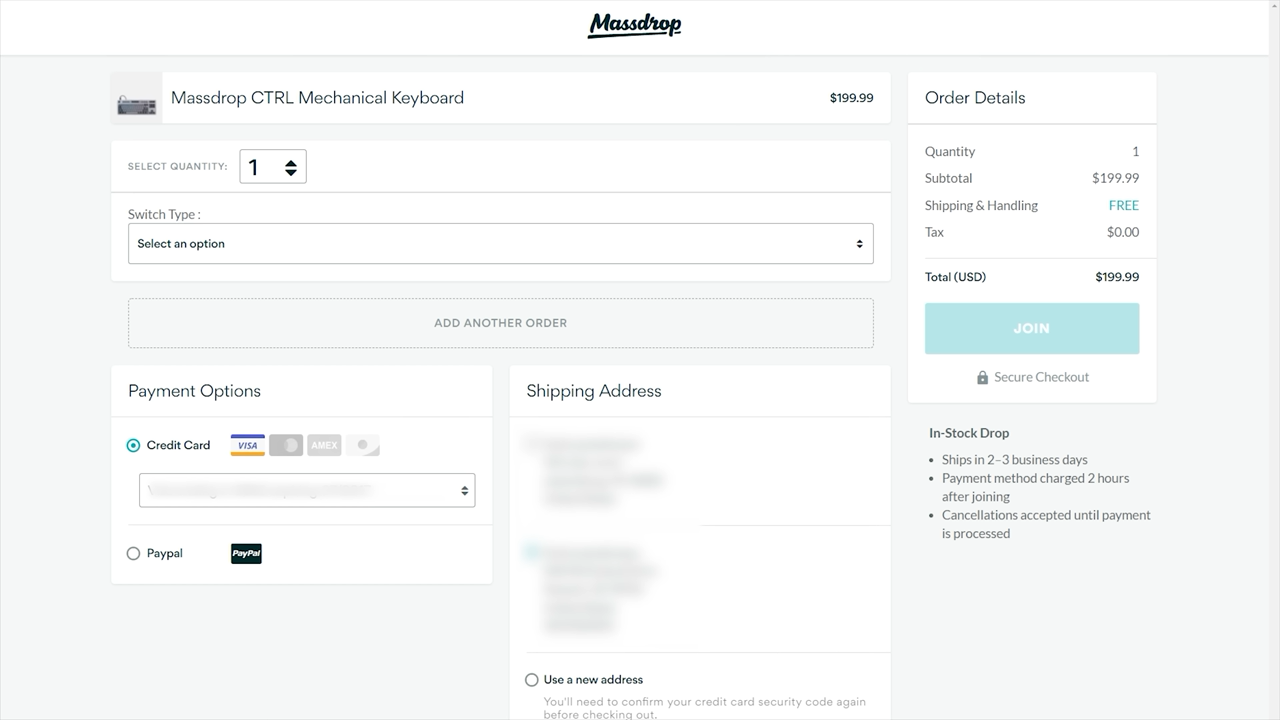 Massdrop
Massdrop CTRL Mechanical Keyboard
$199.99
SELECT QUANTITY:
1
Switch Type :
Select an option
ADD ANOTHER ORDER
Payment Options
Credit Card
VISA
AMEX
Paypal
PayPal
Shipping Address
Use a new address
You'll need to confirm your credit card security code again
before checking out.
Order Details
Quantity 1
Subtotal $199.99
Shipping & Handling FREE
Tax $0.00
Total (USD) $199.99
JOIN
Secure Checkout
In-Stock Drop
• Ships in 2–3 business days
• Payment method charged 2 hours
after joining
• Cancellations accepted until payment
is processed